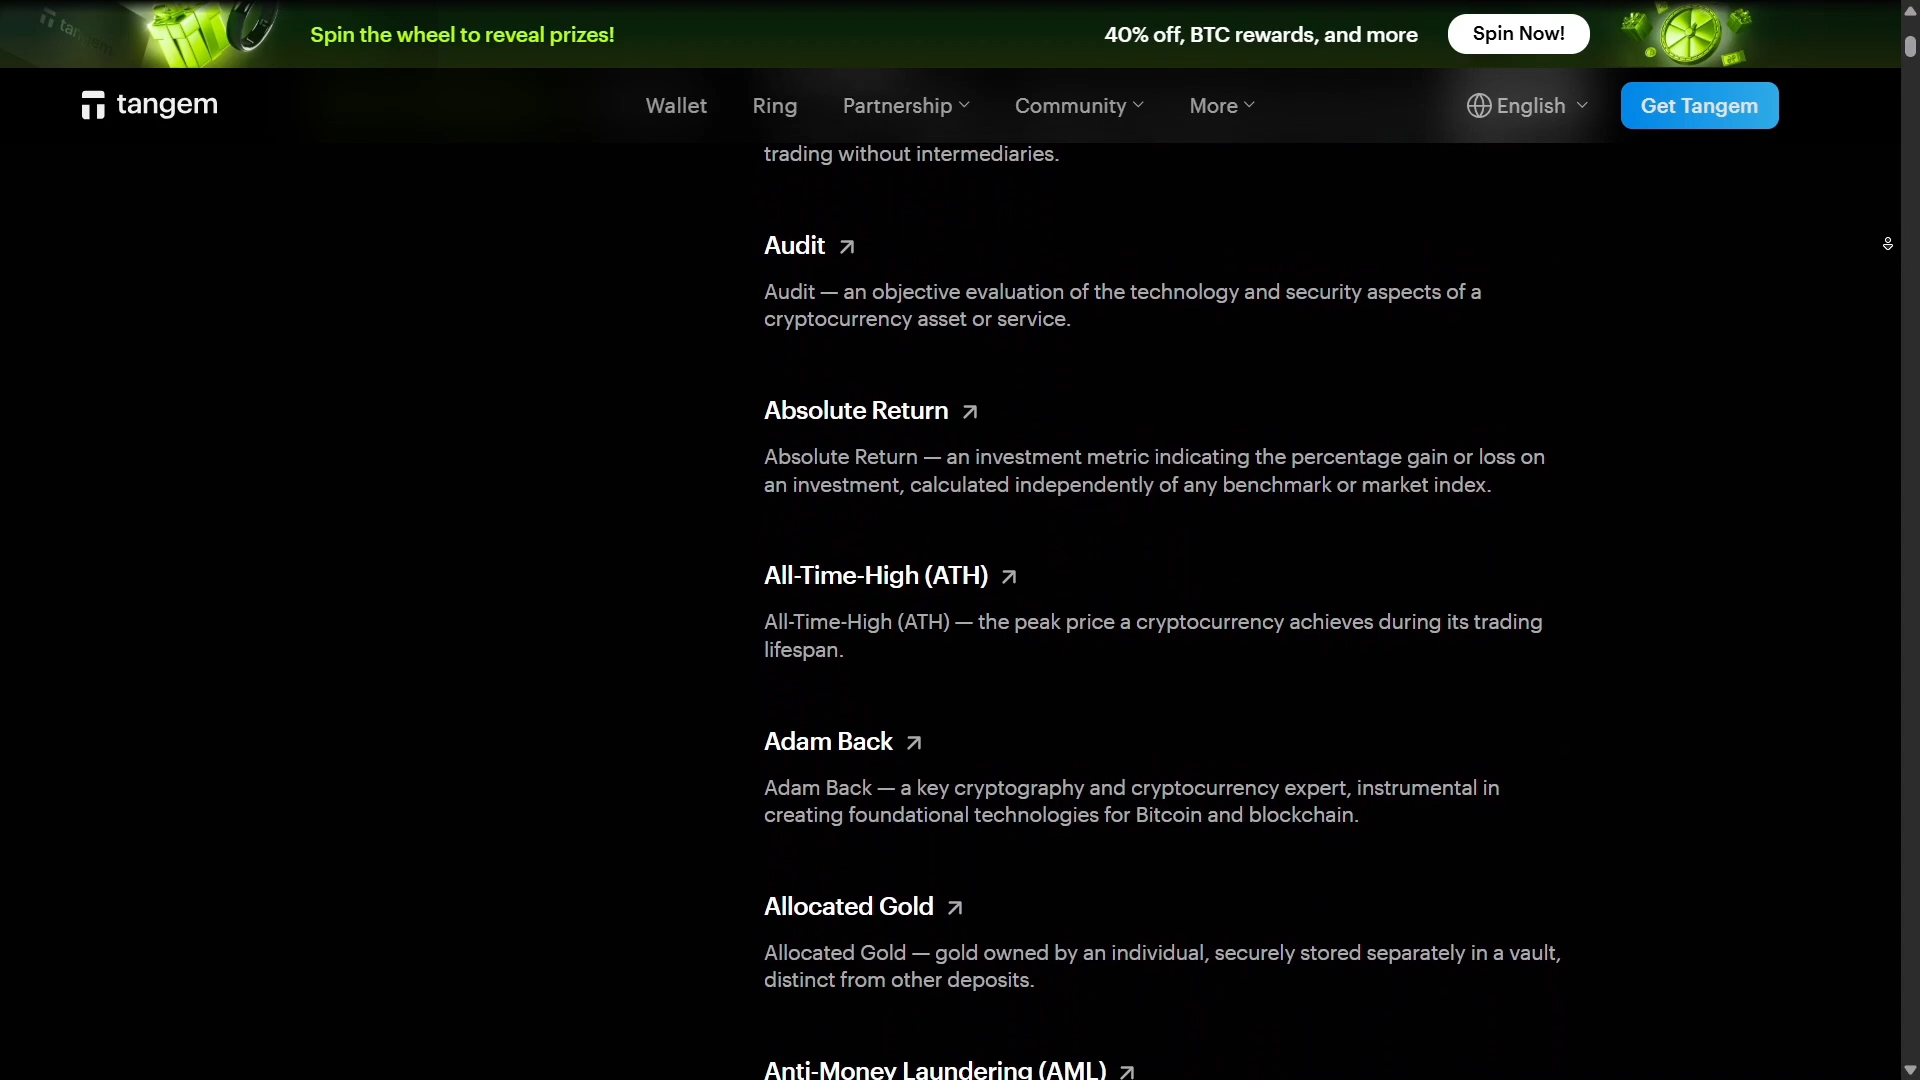 Spin the wheel to reveal prizes!
40% off, BTC rewards, and more
Spin Now!
tangem
Wallet
Ring
Partnership
Community
More
English
Get Tangem
trading without intermediaries.
Audit
Audit — an objective evaluation of the technology and security aspects of a
cryptocurrency asset or service.
Absolute Return
Absolute Return — an investment metric indicating the percentage gain or loss on
an investment, calculated independently of any benchmark or market index.
All-Time-High (ATH)
All-Time-High (ATH) — the peak price a cryptocurrency achieves during its trading
lifespan.
Adam Back
Adam Back — a key cryptography and cryptocurrency expert, instrumental in
creating foundational technologies for Bitcoin and blockchain.
Allocated Gold
Allocated Gold — gold owned by an individual, securely stored separately in a vault,
distinct from other deposits.
Anti-Money Laundering (AML)